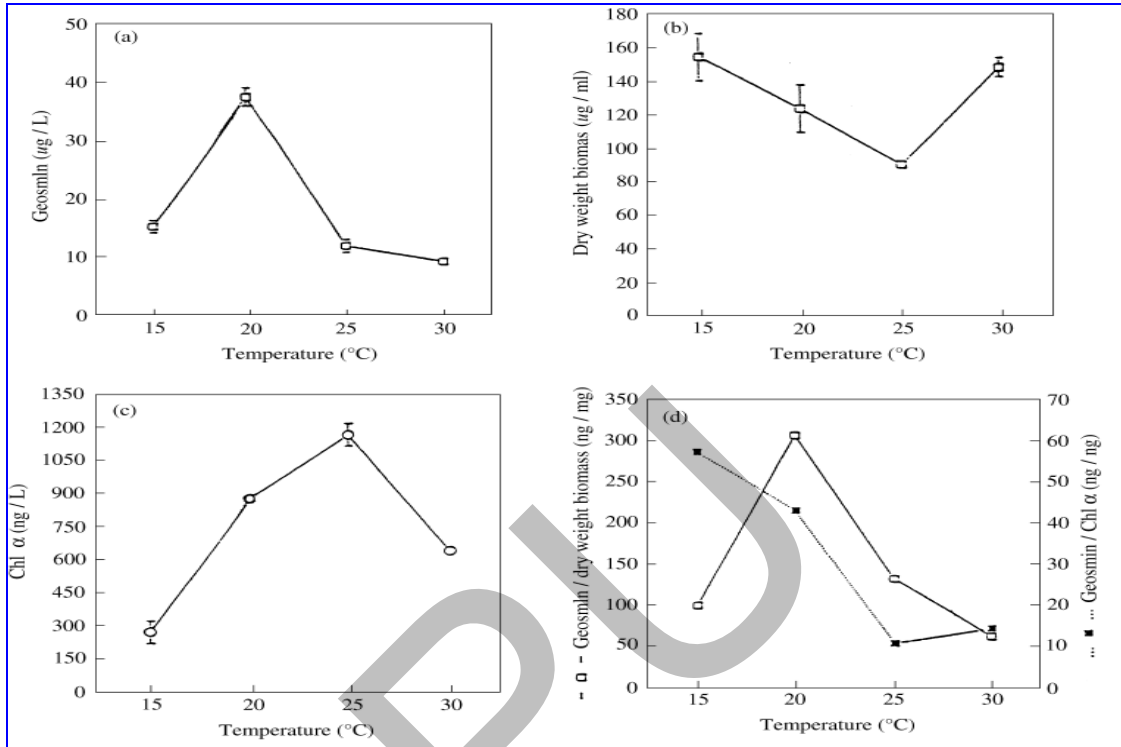 (a)
Geosmln (ug / L)
50
40
30
20
10
0
15 20 25 30
Temperature (°C)
(b)
Dry weight biomas (ug / ml)
180
160
140
120
100
80
60
40
20
0
15 20 25 30
Temperature (°C)
(c)
Chl α (ng / L)
1350
1200
1050
900
750
600
450
300
150
0
15 20 25 30
Temperature (°C)
(d)
Geosmln / dry weight biomass (ng / mg)
350
300
250
200
150
100
50
0
15 20 25 30
Temperature (°C)
70
60
50
40
30
20
10
0
... Geosmin / Chl α (ng / ng)